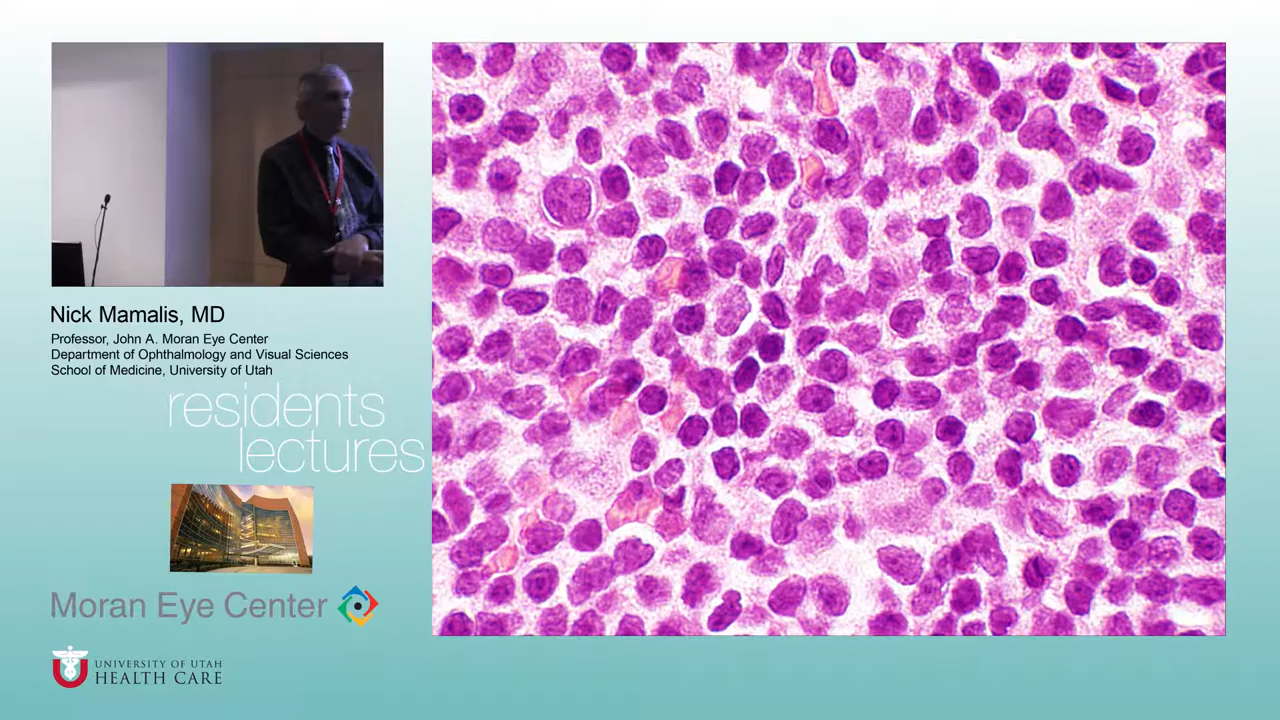 Nick Mamalis, MD
Professor, John A. Moran Eye Center
Department of Ophthalmology and Visual Sciences
School of Medicine, University of Utah
residents
lectures
Moran Eye Center
UNIVERSITY OF UTAH
HEALTH CARE